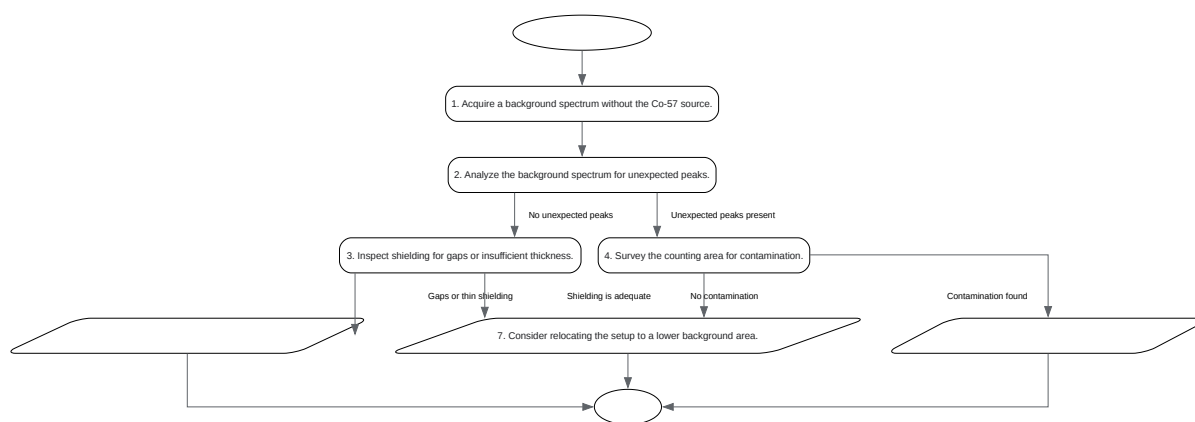 1. Acquire a background spectrum without the Co-57 source.
2. Analyze the background spectrum for unexpected peaks.
No unexpected peaks
Unexpected peaks present
3. Inspect shielding for gaps or insufficient thickness.
4. Survey the counting area for contamination.
Gaps or thin shielding
Shielding is adequate
No contamination
Contamination found
7. Consider relocating the setup to a lower background area.